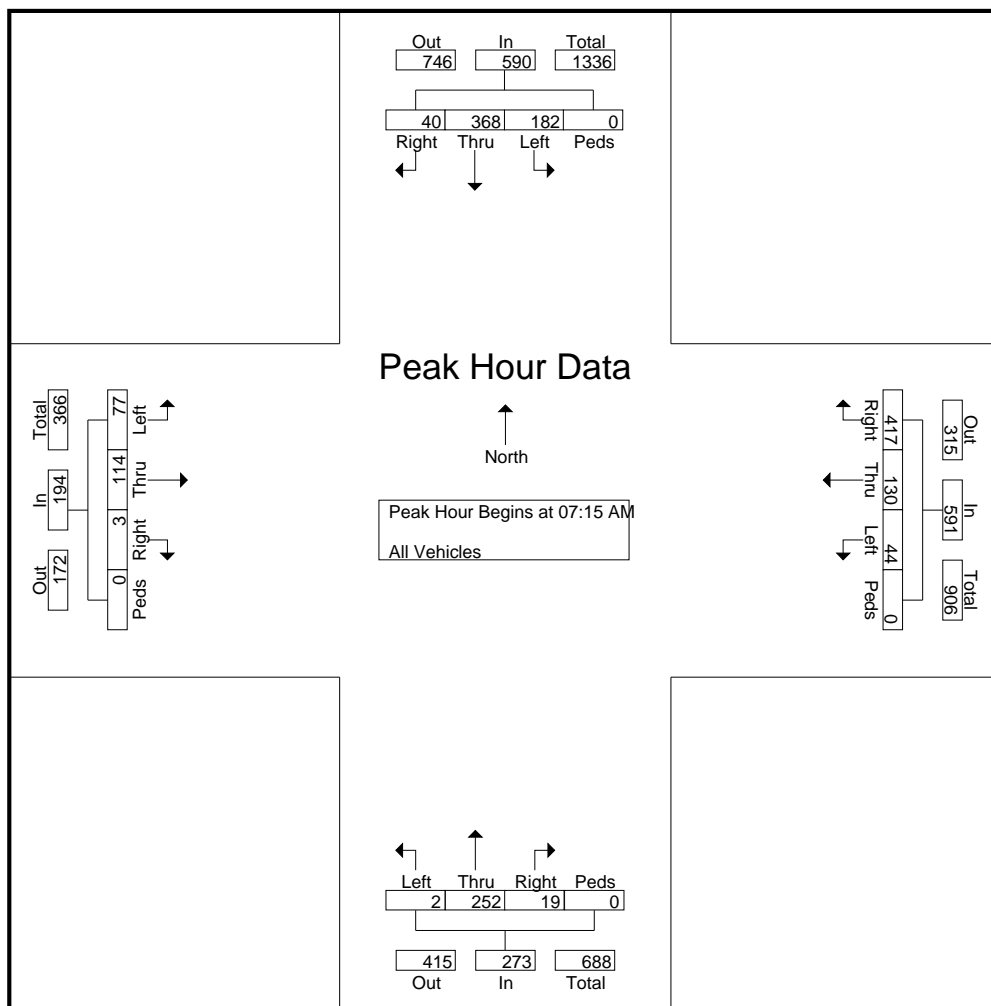 Out In Total
746 590 1336
40 368 182 0
Right Thru Left Peds
Peak Hour Data
North
Peak Hour Begins at 07:15 AM
All Vehicles
Total 366
In 194
Out 172
77 114 3 0
Left Thru Right Peds
Right Thru Left Peds
417 130 44 0
Out 315
In 591
Total 906
Left Thru Right Peds
2 252 19 0
415 273 688
Out In Total